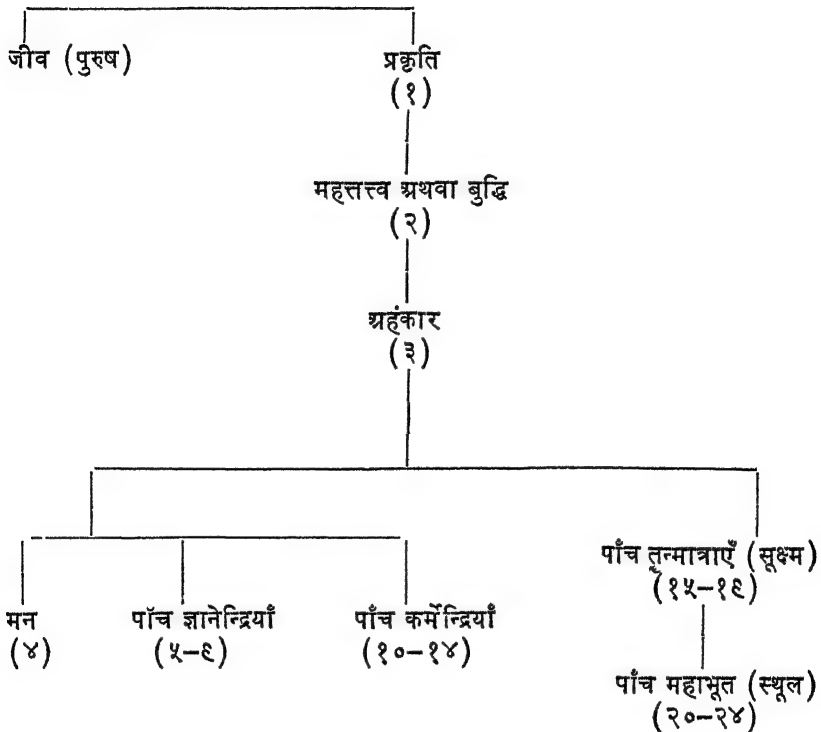 जीव (पुरुष)
प्रकृति
(१)
महत्तत्त्व अथवा बुद्धि
(२)
अहंकार
(३)
पाँच तन्मात्राएँ (सूक्ष्म)
(१५–१९)
मन
(४)
पाँच ज्ञानेन्द्रियाँ
(५–९)
पाँच कर्मेन्द्रियाँ
(१०–१४)
पाँच महाभूत (स्थूल)
(२०–२४)